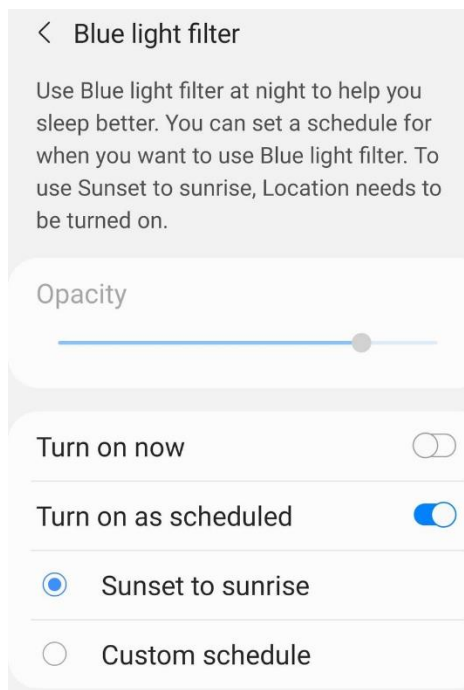 Blue light filter
Use Blue light filter at night to help you
sleep better. You can set a schedule for
when you want to use Blue light filter. To
use Sunset to sunrise, Location needs to
be turned on.
Opacity
Turn on now
Turn on as scheduled
Sunset to sunrise
Custom schedule